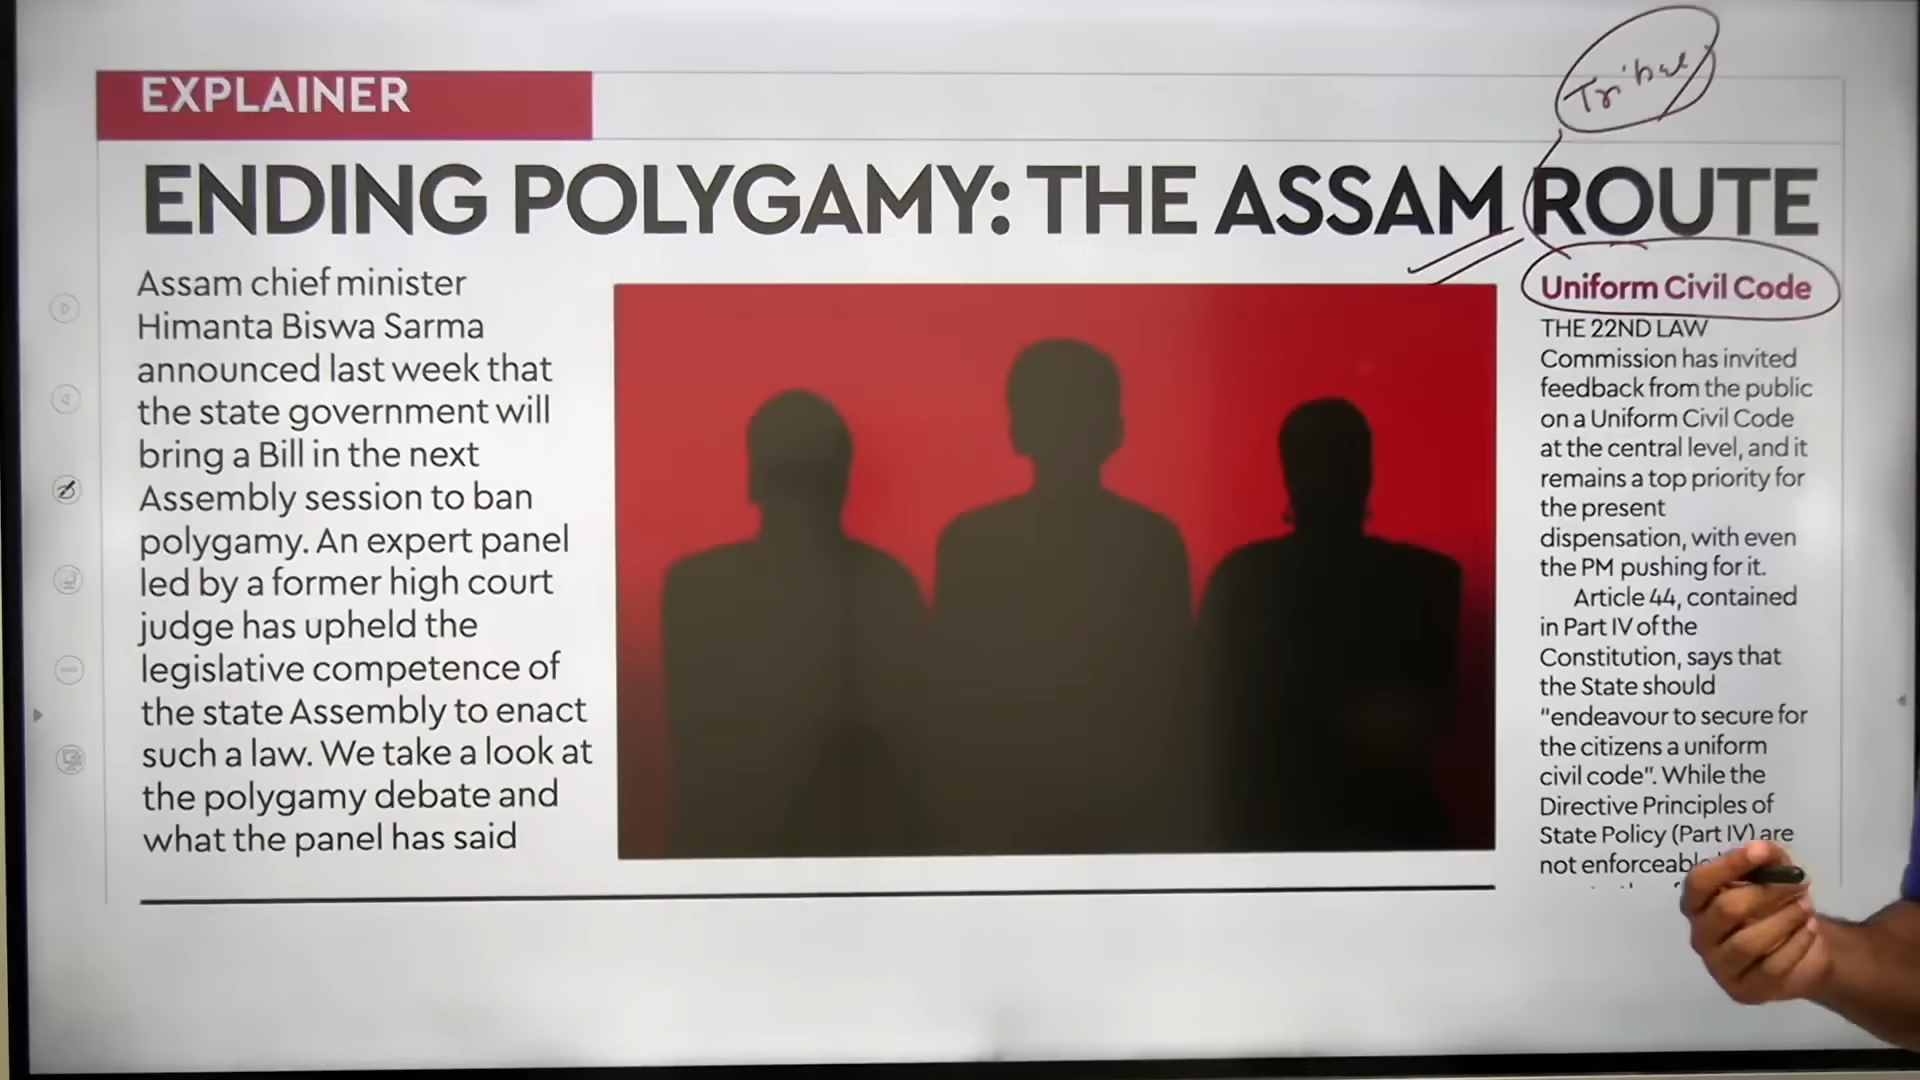 Tribal
EXPLAINER
ENDING POLYGAMY: THE ASSAM ROUTE
Assam chief minister
Himanta Biswa Sarma
announced last week that
the state government will
bring a Bill in the next
Assembly session to ban
polygamy. An expert panel
led by a former high court
judge has upheld the
legislative competence of
the state Assembly to enact
such a law. We take a look at
the polygamy debate and
what the panel has said
Uniform Civil Code
THE 22ND LAW
Commission has invited
feedback from the public
on a Uniform Civil Code
at the central level, and it
remains a top priority for
the present
dispensation, with even
the PM pushing for it.
Article 44, contained
in Part IV of the
Constitution, says that
the State should
"endeavour to secure for
the citizens a uniform
civil code". While the
Directive Principles of
State Policy (Part IV) are
not